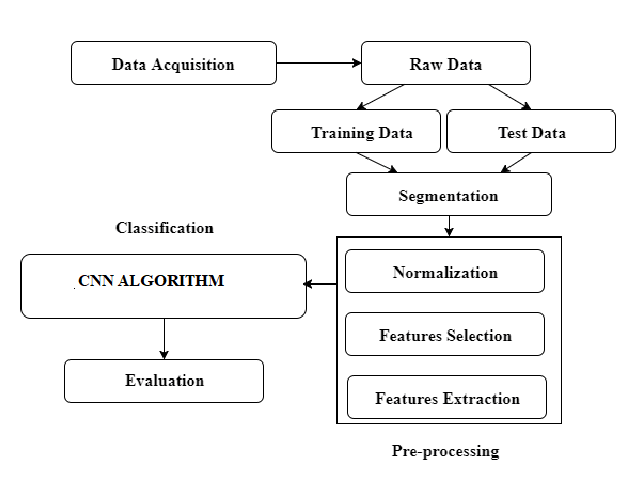 Data Acquisition
Raw Data
Training Data
Test Data
Segmentation
Classification
Normalization
.CNN ALGORITHM
Features Selection
Evaluation
Features Extraction
Pre-processing